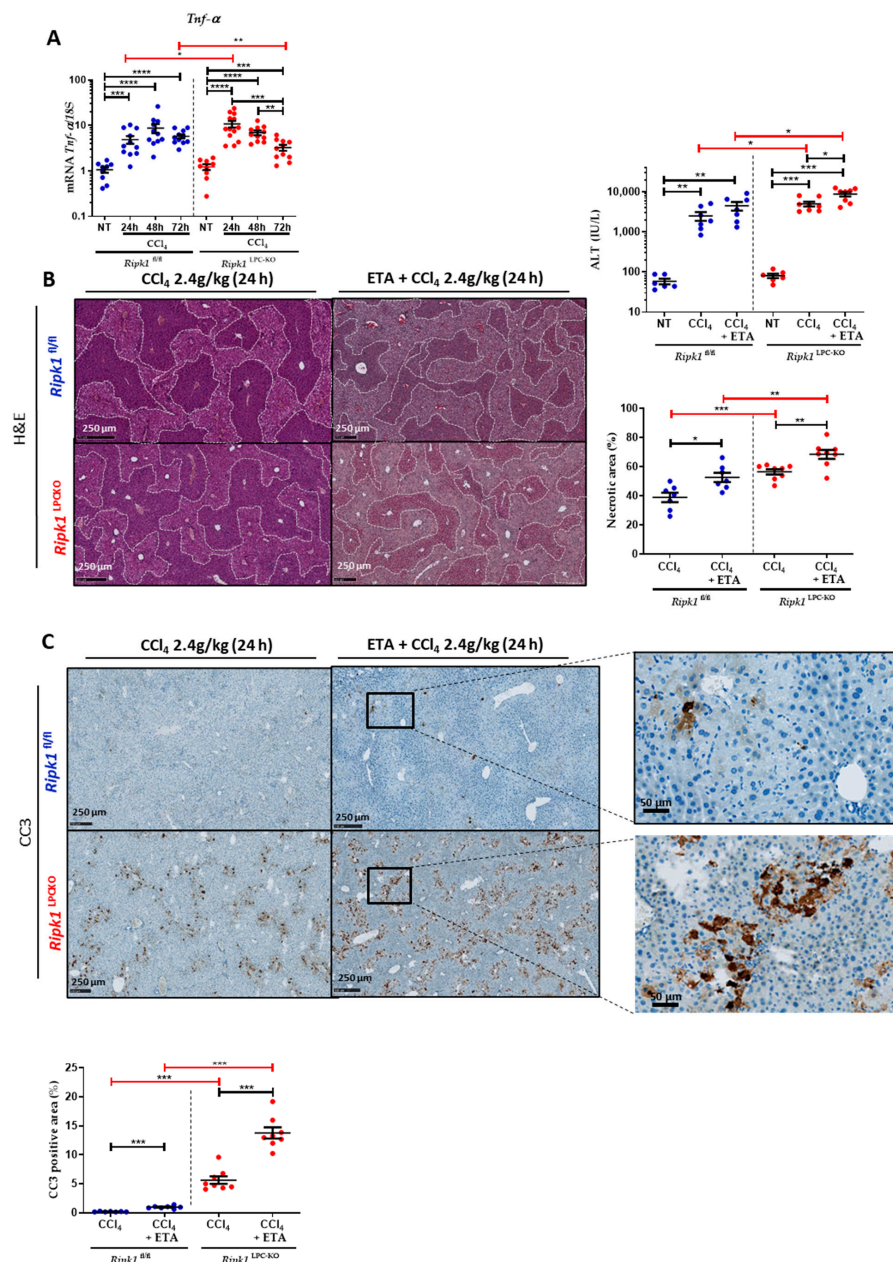 Tnf-α
A
**
*
****
****
***
***
****
****
***
**
mRNA Tnf-α/18S
100
10
1
0.1
NT 24h 48h 72h NT 24h 48h 72h
CCl4 CCl4
Ripk1 fl/fl Ripk1 LPC-KO
*
*
*
**
**
***
***
ALT (IU/L)
10,000
1000
100
10
NT CCl4 CCl4 + ETA NT CCl4 CCl4 + ETA
Ripk1 fl/fl Ripk1 LPC-KO
B
CCl4 2.4g/kg (24 h) ETA + CCl4 2.4g/kg (24 h)
H&E
Ripk1 fl/fl
250 µm
250 µm
Ripk1 LPCKO
250 µm
250 µm
**
***
**
*
Necrotic area (%)
100
80
60
40
20
0
CCl4 CCl4 + ETA CCl4 CCl4 + ETA
Ripk1 fl/fl Ripk1 LPC-KO
C
CCl4 2.4g/kg (24 h) ETA + CCl4 2.4g/kg (24 h)
CC3
Ripk1 fl/fl
250 µm
250 µm
50 µm
Ripk1 LPCKO
250 µm
250 µm
50 µm
***
***
***
***
CC3 positive area (%)
25
20
15
10
5
0
CCl4 CCl4 + ETA CCl4 CCl4 + ETA
Ripk1 fl/fl Ripk1 LPC-KO